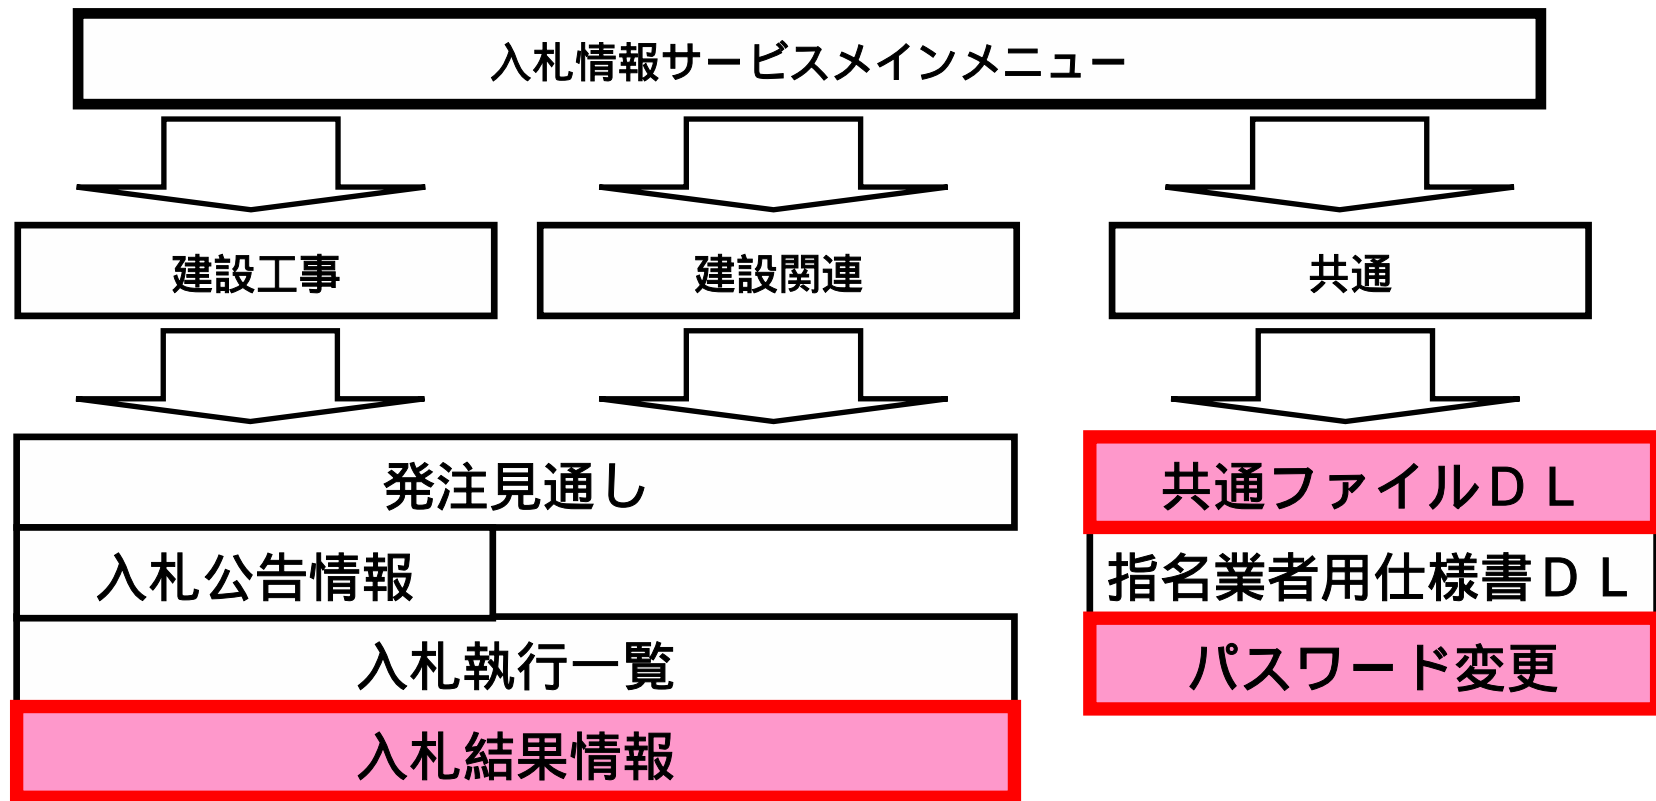 入札情報サービスメインメニュー
建設工事
建設関連
共通
発注見通し
入札公告情報
入札執行一覧
入札結果情報
共通ファイルＤＬ
指名業者用仕様書ＤＬ
パスワード変更